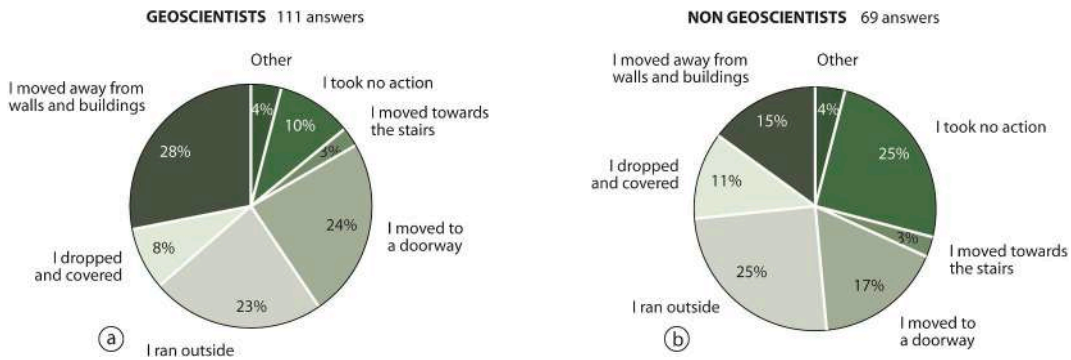 GEOSCIENTISTS 111 answers
Other
I moved away from
walls and buildings
I took no action
I moved towards
the stairs
4%
10%
3%
28%
24%
I moved to
a doorway
8%
I dropped
and covered
23%
I ran outside
a
NON GEOSCIENTISTS 69 answers
I moved away from
walls and buildings
Other
4%
15%
I took no action
25%
I dropped
and covered
11%
3%
I moved towards
the stairs
25%
17%
I ran outside
I moved to
a doorway
b